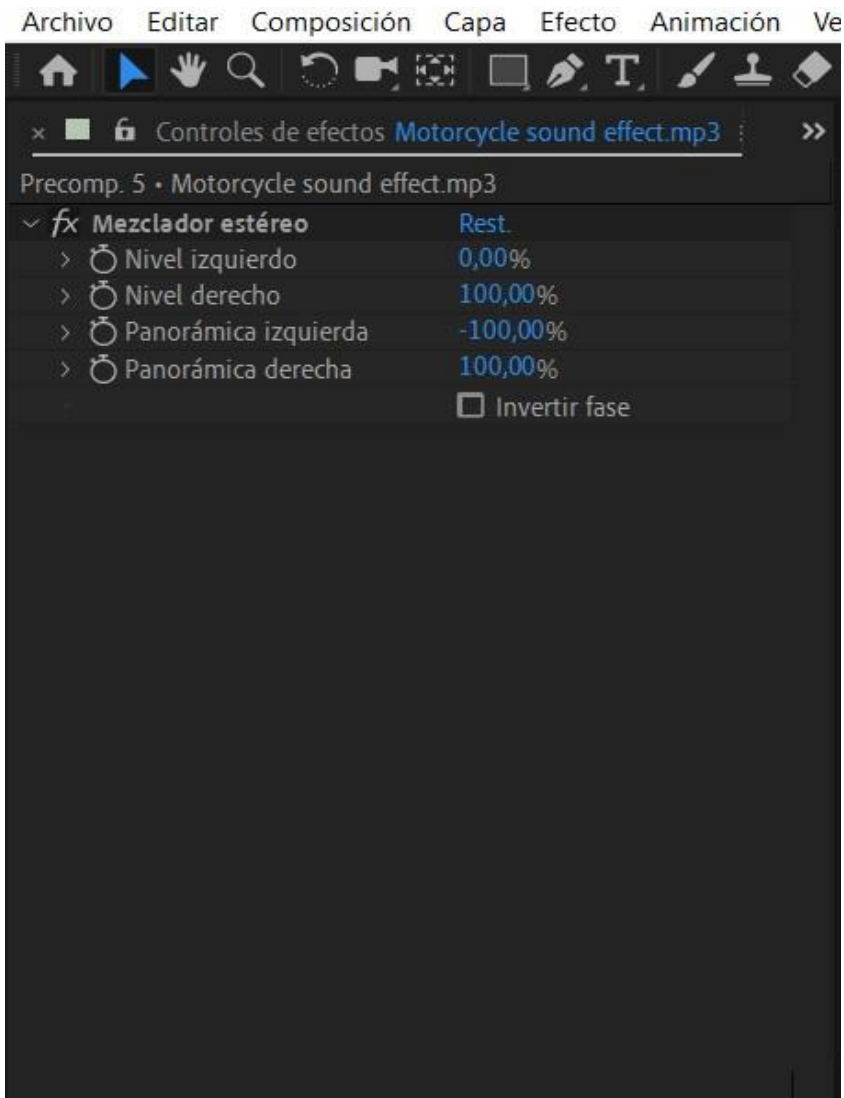 Archivo Editar Composición Capa Efecto Animación Ve
Controles de efectos Motorcycle sound effect.mp3
Precomp. 5 • Motorcycle sound effect.mp3
fx Mezclador estéreo Rest.
Nivel izquierdo 0,00%
Nivel derecho 100,00%
Panorámica izquierda -100,00%
Panorámica derecha 100,00%
Invertir fase